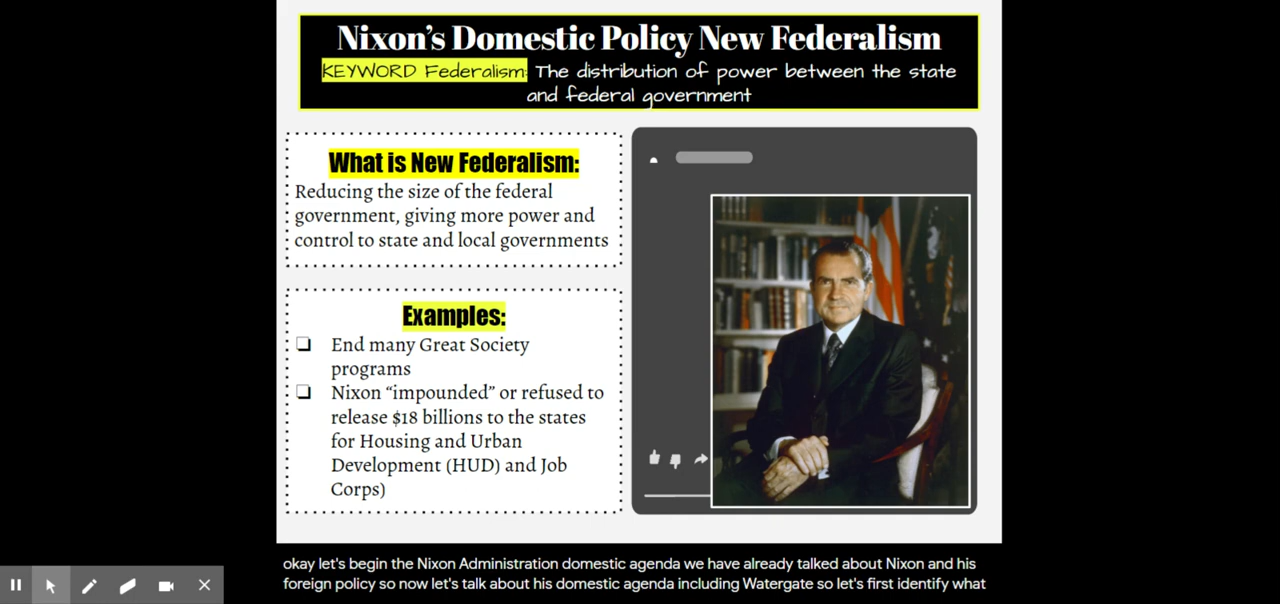 Nixon's Domestic Policy New Federalism
KEYWORD Federalism: The distribution of power between the state
and federal government
What is New Federalism:
Reducing the size of the federal
government, giving more power and
control to state and local governments
Examples:
End many Great Society
programs
Nixon “impounded” or refused to
release $18 billions to the states
for Housing and Urban
Development (HUD) and Job
Corps)
okay let's begin the Nixon Administration domestic agenda we have already talked about Nixon and his
foreign policy so now let's talk about his domestic agenda including Watergate so let's first identify what